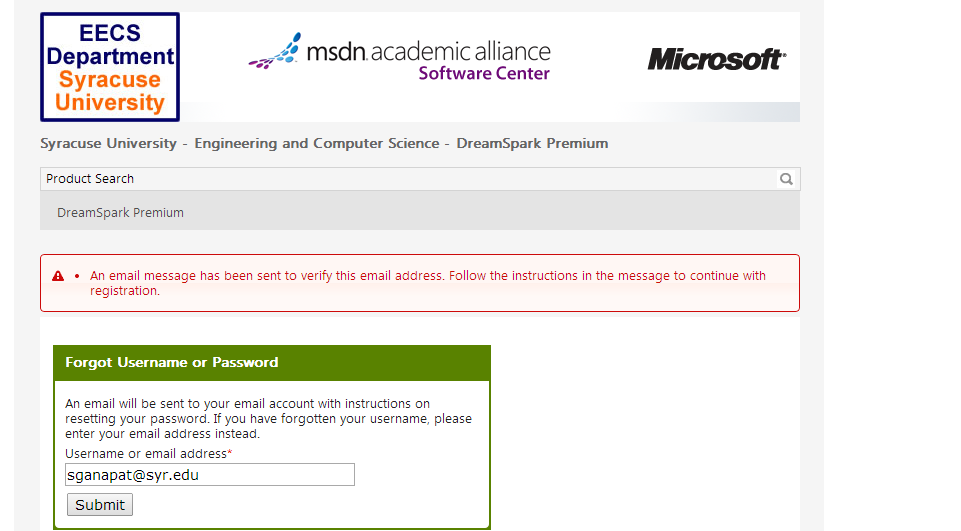 EECS
Department
Syracuse
University
msdn academic alliance
Software Center
Microsoft®
Syracuse University - Engineering and Computer Science - DreamSpark Premium
Product Search
DreamSpark Premium
• An email message has been sent to verify this email address. Follow the instructions in the message to continue with
registration.
Forgot Username or Password
An email will be sent to your email account with instructions on
resetting your password. If you have forgotten your username, please
enter your email address instead.
Username or email address*
sganapat@syr.edu
Submit